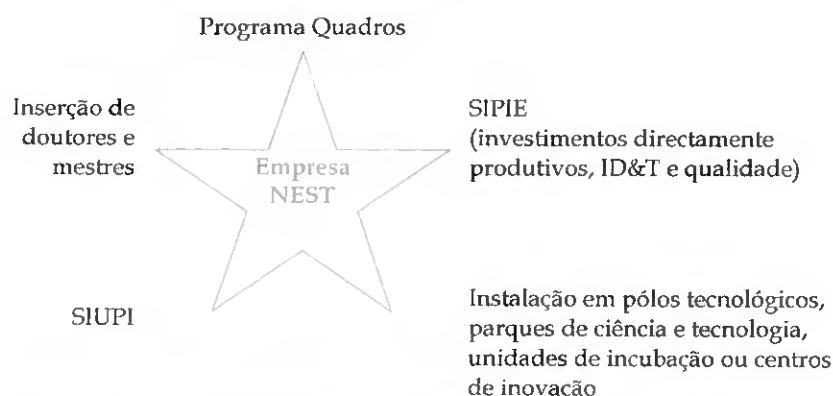 Programa Quadros
Inserção de
doutores e
mestres
SIPIE
(investimentos directamente
produtivos, ID&T e qualidade)
Empresa
NEST
SIUPI
Instalação em pólos tecnológicos,
parques de ciência e tecnologia,
unidades de incubação ou centros
de inovação